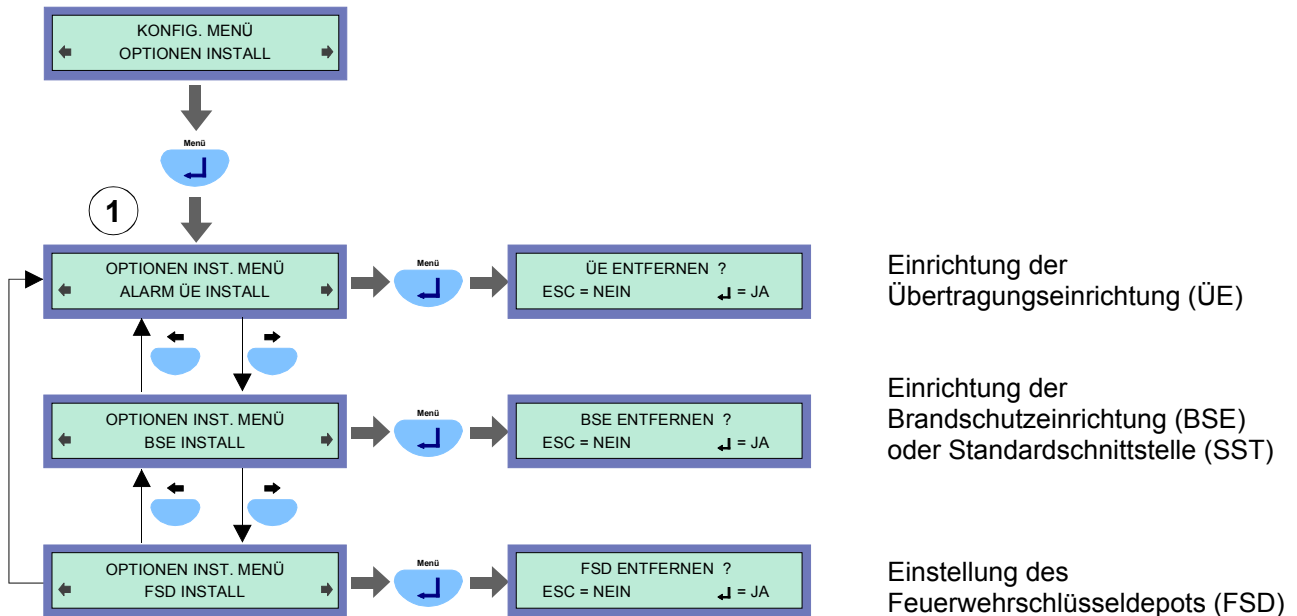 KONFIG. MENÜ
OPTIONEN INSTALL
Menü
1
OPTIONEN INST. MENÜ
ALARM ÜE INSTALL
Menü
ÜE ENTFERNEN ?
ESC = NEIN ↵ = JA
Einrichtung der
Übertragungseinrichtung (ÜE)
OPTIONEN INST. MENÜ
BSE INSTALL
Menü
BSE ENTFERNEN ?
ESC = NEIN ↵ = JA
Einrichtung der
Brandschutzeinrichtung (BSE)
oder Standardschnittstelle (SST)
OPTIONEN INST. MENÜ
FSD INSTALL
Menü
FSD ENTFERNEN ?
ESC = NEIN ↵ = JA
Einstellung des
Feuerwehrschlüsseldepots (FSD)